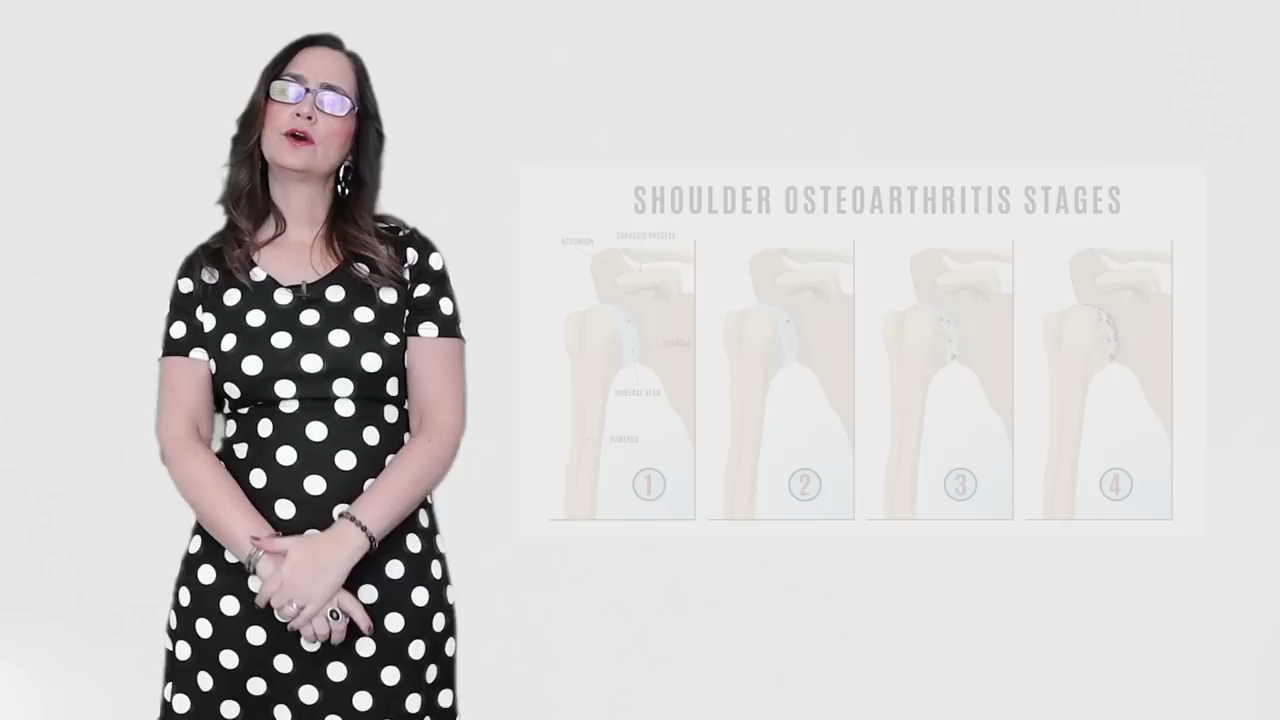 SHOULDER OSTEOARTHRITIS STAGES
ACROMION
CORACOID PROCESS
HUMERAL HEAD
HUMERUS
1
2
3
4